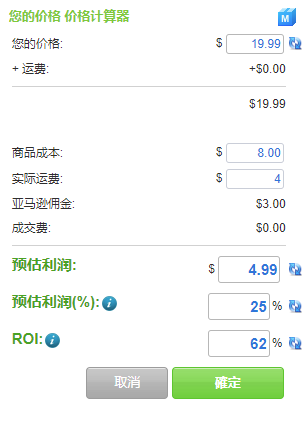 您的价格 价格计算器
M
您的价格: $ 19.99
+ 运费: +$0.00
$19.99
商品成本: $ 8.00
实际运费: $ 4
亚马逊佣金: $3.00
成交费: $0.00
预估利润: $ 4.99
预估利润(%): i 25 %
ROI: i 62 %
取消 確定